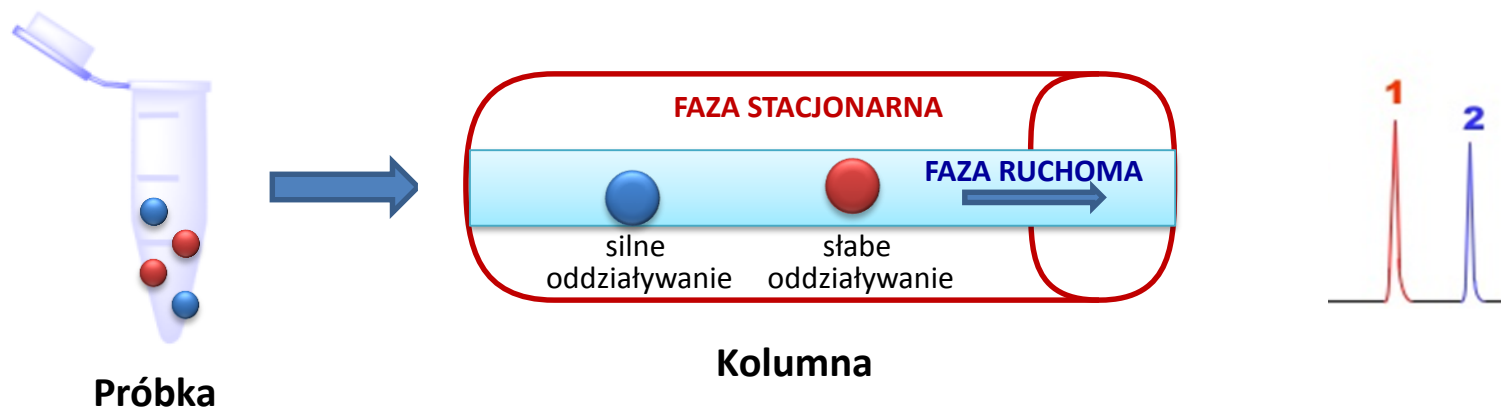 FAZA STACJONARNA
FAZA RUCHOMA
silne
oddziaływanie
słabe
oddziaływanie
Kolumna
Próbka
1
2